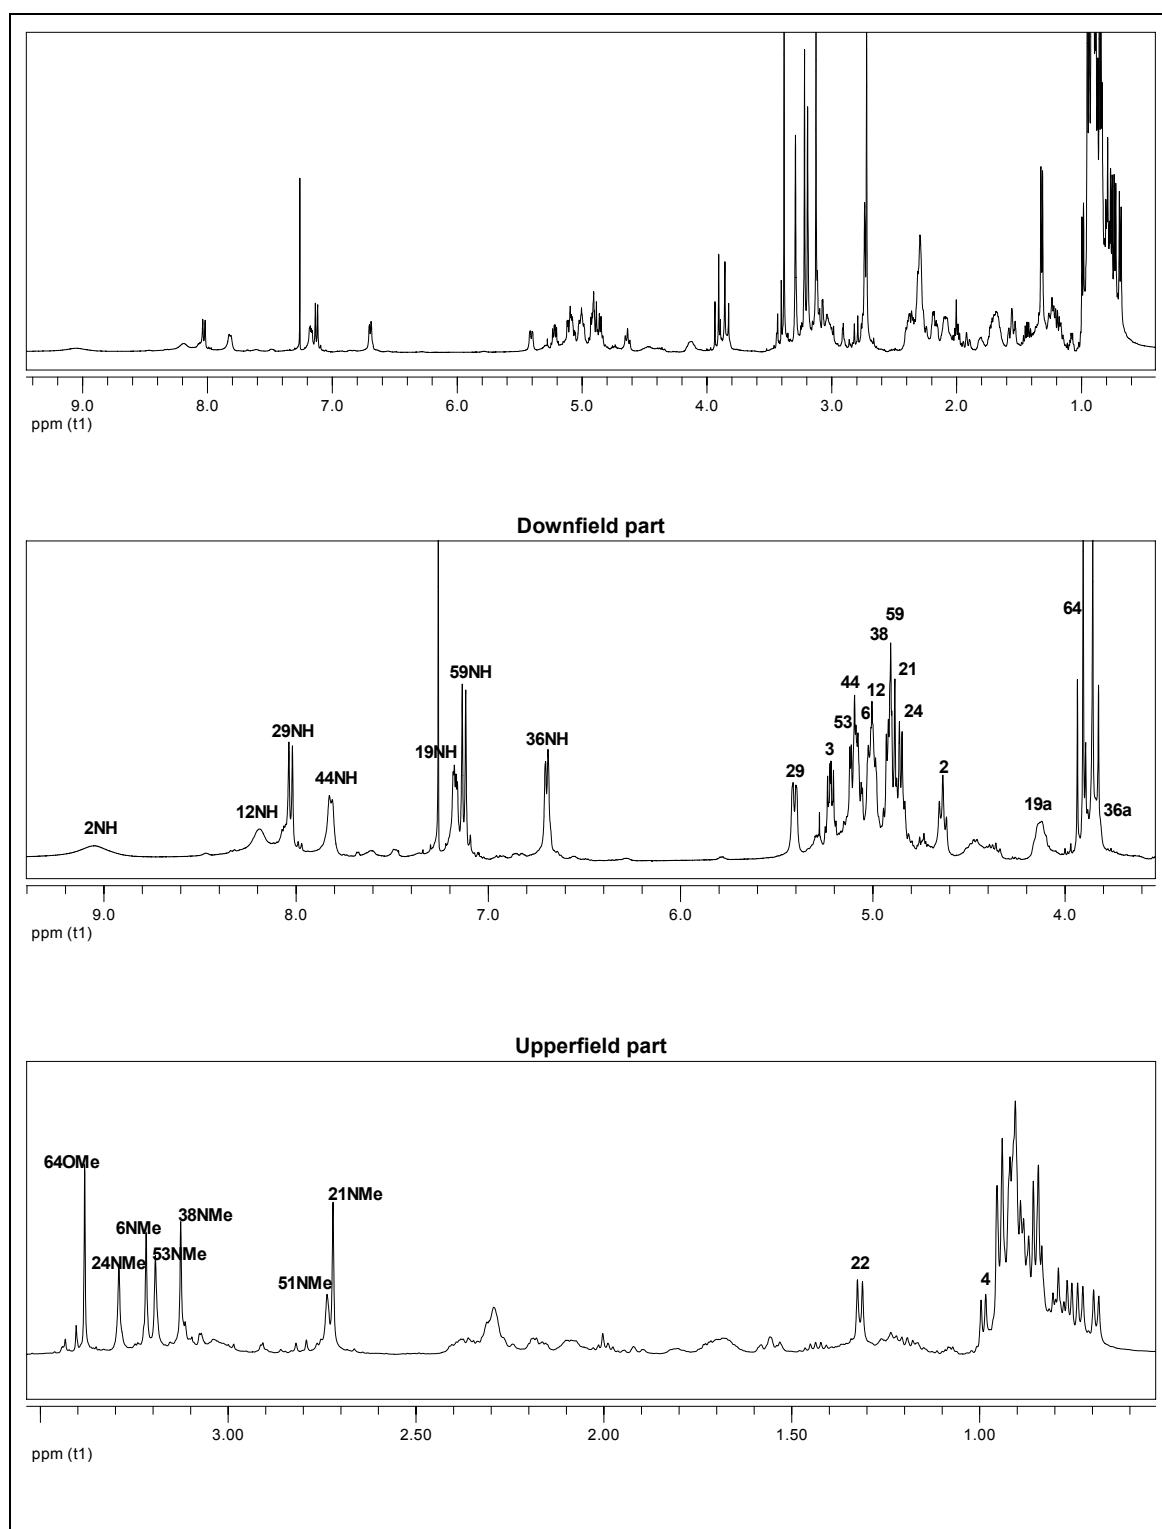 9.0 8.0 7.0 6.0 5.0 4.0 3.0 2.0 1.0
ppm (t1)
Downfield part
59
64
38
59NH
44 12 21
29NH
6 24
53
19NH 36NH
3
44NH
29 2
12NH
19a 36a
2NH
9.0 8.0 7.0 6.0 5.0 4.0
ppm (t1)
Upperfield part
64OMe
21NMe
38NMe
6NMe
53NMe
24NMe
22
51NMe
4
3.00 2.50 2.00 1.50 1.00
ppm (t1)